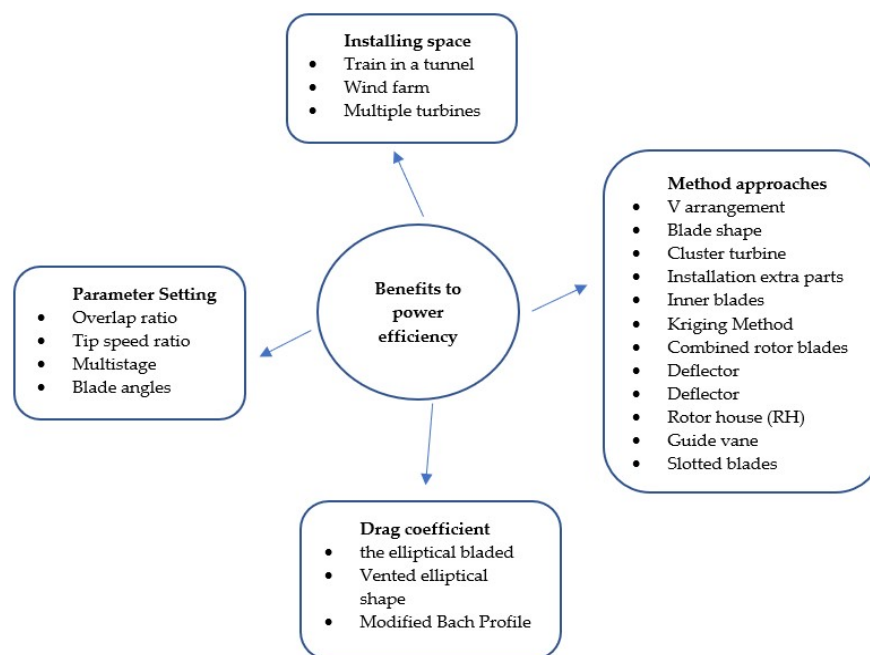 Installing space
• Train in a tunnel
• Wind farm
• Multiple turbines
Method approaches
• V arrangement
• Blade shape
• Cluster turbine
• Installation extra parts
• Inner blades
• Kriging Method
• Combined rotor blades
• Deflector
• Deflector
• Rotor house (RH)
• Guide vane
• Slotted blades
Benefits to
power
efficiency
Parameter Setting
• Overlap ratio
• Tip speed ratio
• Multistage
• Blade angles
Drag coefficient
• the elliptical bladed
• Vented elliptical
shape
• Modified Bach Profile